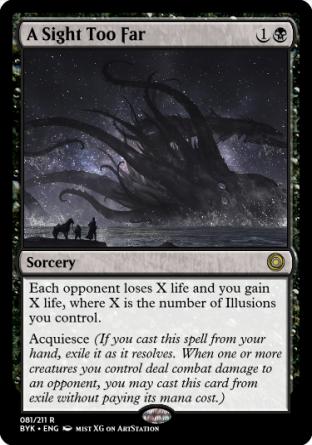 A Sight Too Far 1
Sorcery
Each opponent loses X life and you gain
X life, where X is the number of Illusions
you control.
Acquiesce (If you cast this spell from your
hand, exile it as it resolves. When one or more
creatures you control deal combat damage to
an opponent, you may cast this card from
exile without paying its mana cost.)
081/211 R
BYK • ENG mist XG on ArtStation